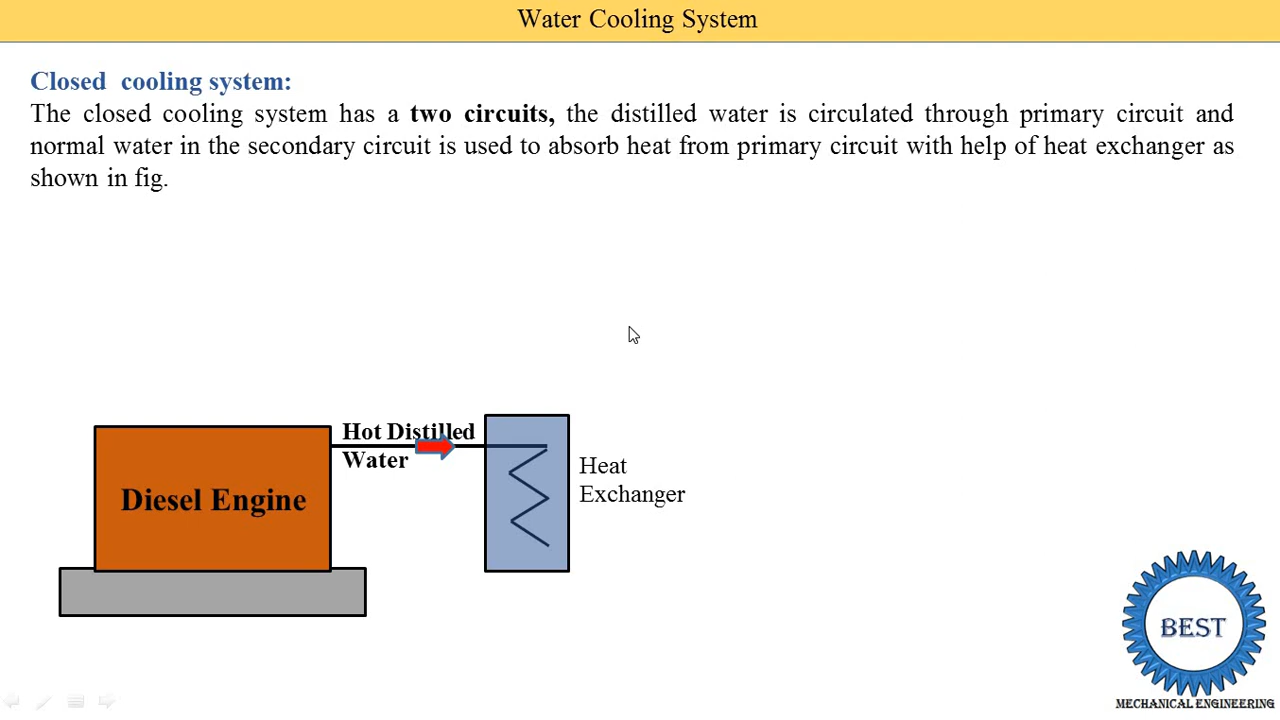 Water Cooling System
Closed cooling system:
The closed cooling system has a two circuits, the distilled water is circulated through primary circuit and
normal water in the secondary circuit is used to absorb heat from primary circuit with help of heat exchanger as
shown in fig.
Hot Distilled
Water
Diesel Engine
Heat
Exchanger
BEST
MECHANICAL ENGINEERING